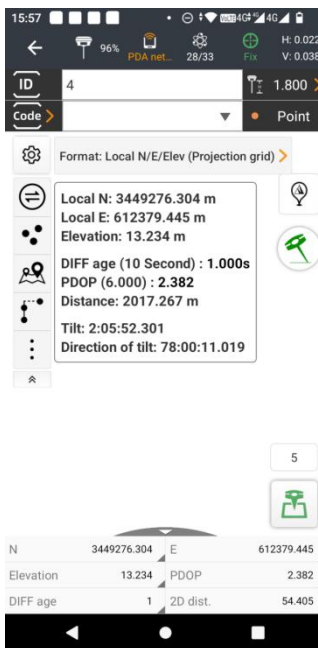 15:57 4G+ 4G 4G
96% PDA net... 28/33 Fix H: 0.022 V: 0.038
ID 4 1.800
Code Point
Format: Local N/E/Elev (Projection grid)
Local N: 3449276.304 m
Local E: 612379.445 m
Elevation: 13.234 m
DIFF age (10 Second) : 1.000s
PDOP (6.000) : 2.382
Distance: 2017.267 m
Tilt: 2:05:52.301
Direction of tilt: 78:00:11.019
5
N 3449276.304 E 612379.445
Elevation 13.234 PDOP 2.382
DIFF age 1 2D dist. 54.405